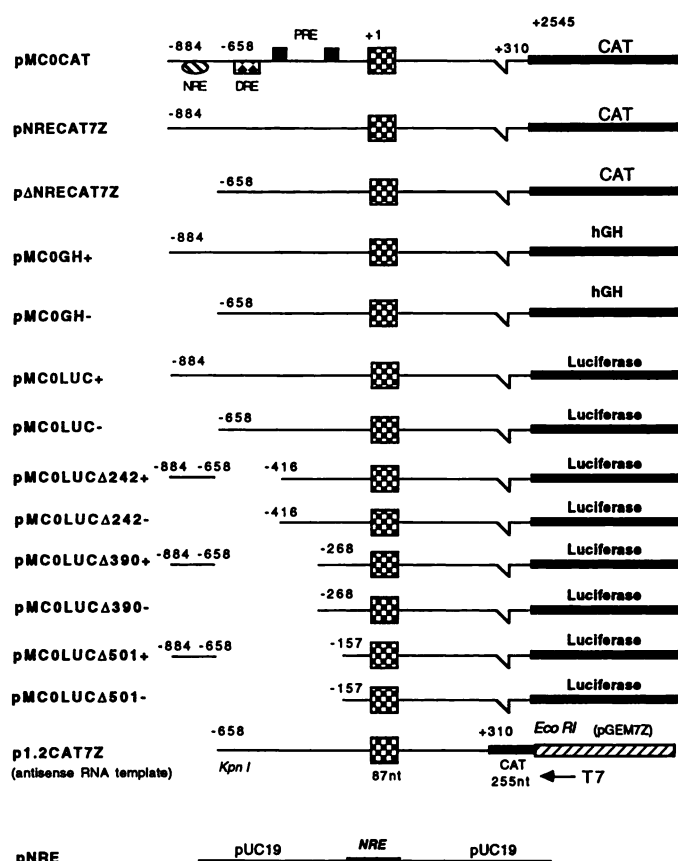 +2545
-884 -658 PRE +1 +310 CAT
pMC0CAT
NRE DRE
-884 CAT
pNRECAT7Z
-658 CAT
pΔNRECAT7Z
-884 hGH
pMC0GH+
-658 hGH
pMC0GH-
-884 Luciferase
pMC0LUC+
-658 Luciferase
pMC0LUC-
-884 -658 -416 Luciferase
pMC0LUCΔ242+
-416 Luciferase
pMC0LUCΔ242-
-884 -658 -268 Luciferase
pMC0LUCΔ390+
-268 Luciferase
pMC0LUCΔ390-
-884 -658 -157 Luciferase
pMC0LUCΔ501+
-157 Luciferase
pMC0LUCΔ501-
-658 +310 Eco RI (pGEM7Z)
p1.2CAT7Z
(antisense RNA template) Kpn I 87nt CAT T7
255nt
pUC19 NRE pUC19
pNRE